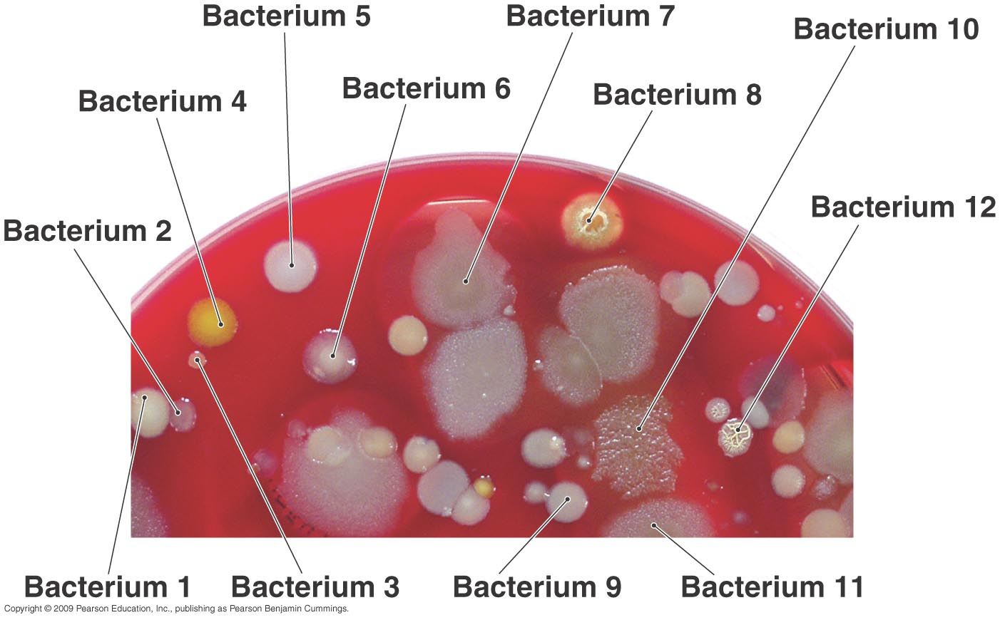 Bacterium 5
Bacterium 7
Bacterium 10
Bacterium 6
Bacterium 8
Bacterium 4
Bacterium 12
Bacterium 2
Bacterium 1
Bacterium 3
Bacterium 9
Bacterium 11
Copyright © 2009 Pearson Education, Inc., publishing as Pearson Benjamin Cummings.